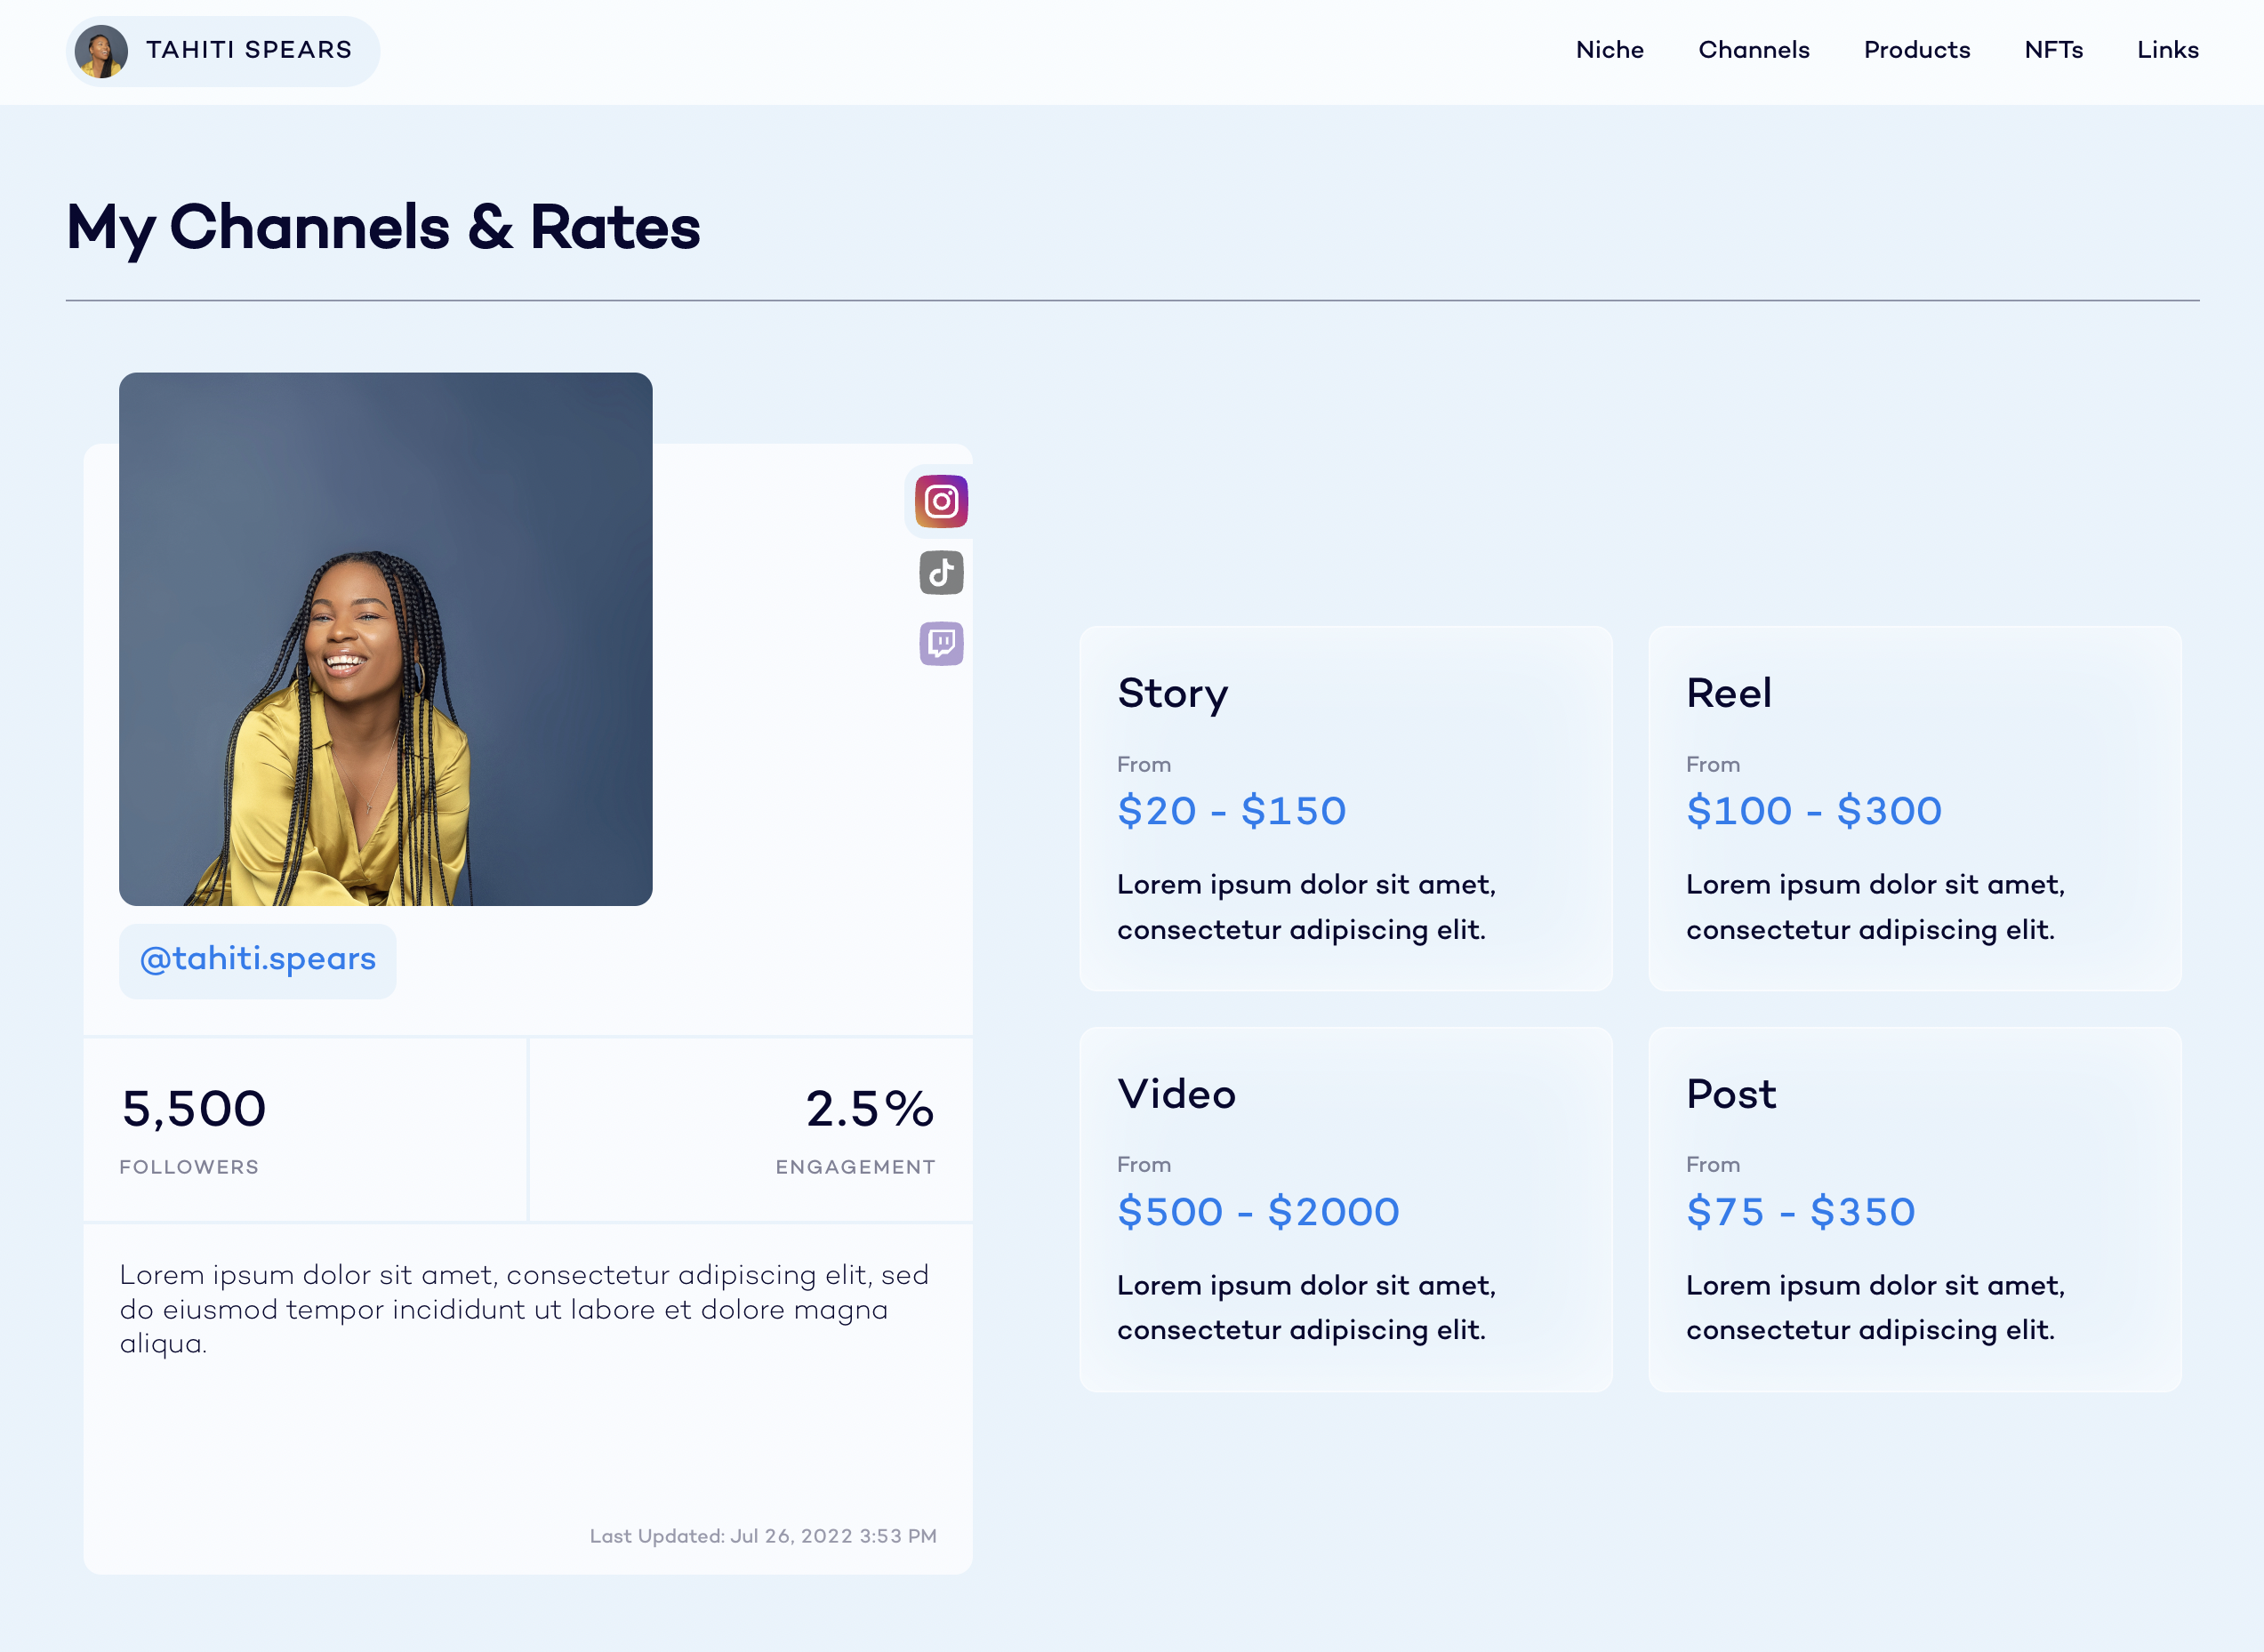 TAHITI SPEARS
Niche
Channels
Products
NFTs
Links
My Channels & Rates
@tahiti.spears
5,500
FOLLOWERS
2.5%
ENGAGEMENT
Lorem ipsum dolor sit amet, consectetur adipiscing elit, sed
do eiusmod tempor incididunt ut labore et dolore magna
aliqua.
Last Updated: Jul 26, 2022 3:53 PM
Story
From
$20 - $150
Lorem ipsum dolor sit amet,
consectetur adipiscing elit.
Reel
From
$100 - $300
Lorem ipsum dolor sit amet,
consectetur adipiscing elit.
Video
From
$500 - $2000
Lorem ipsum dolor sit amet,
consectetur adipiscing elit.
Post
From
$75 - $350
Lorem ipsum dolor sit amet,
consectetur adipiscing elit.